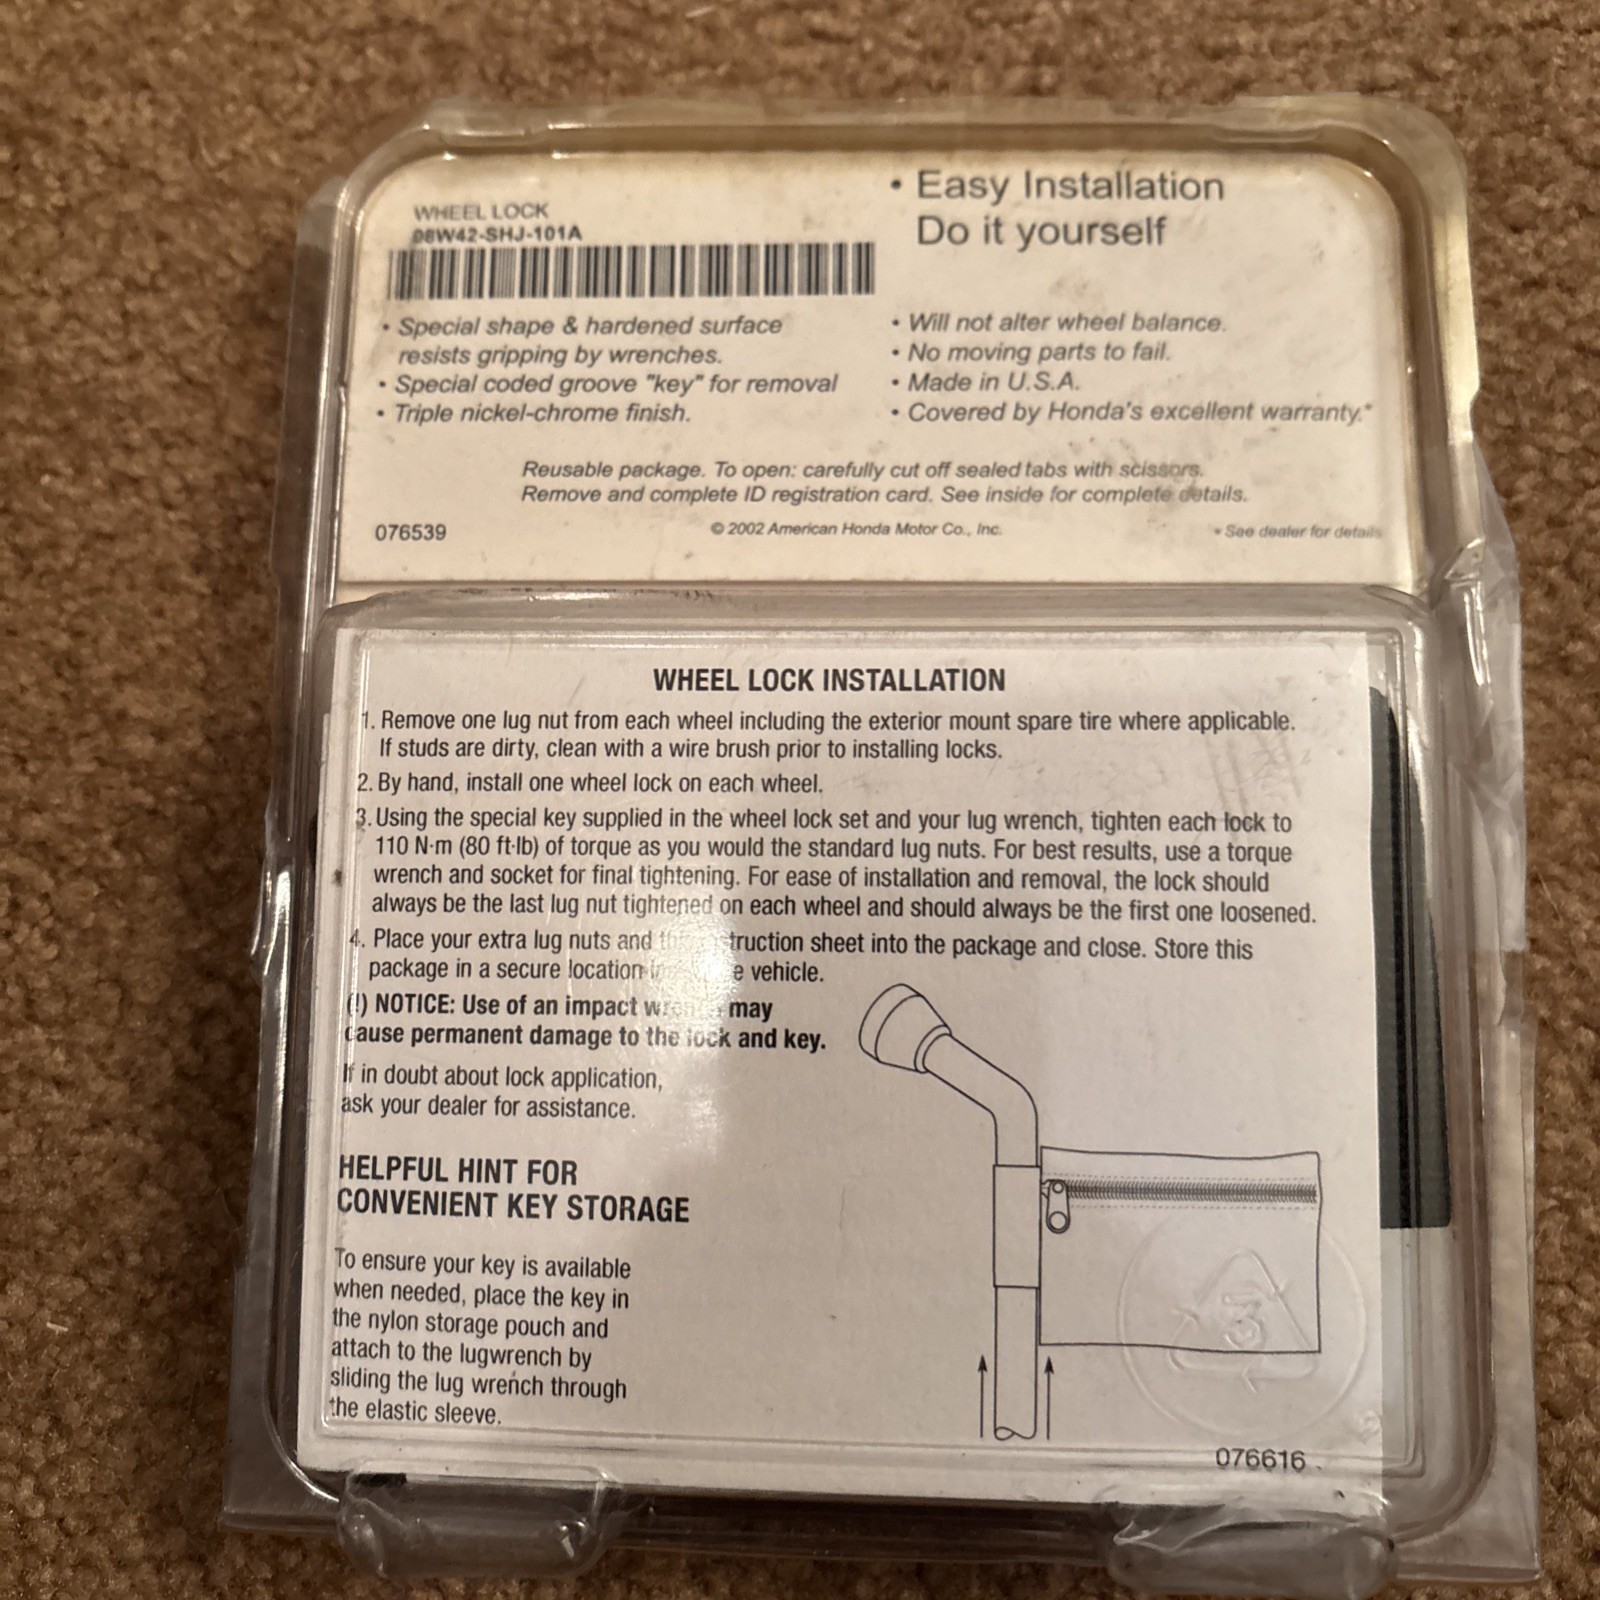 WHEEL LOCK
08W42-SHJ-101A
• Easy Installation
Do it yourself
• Special shape & hardened surface
resists gripping by wrenches.
• Special coded groove "key" for removal
• Triple nickel-chrome finish.
• Will not alter wheel balance.
• No moving parts to fail.
• Made in U.S.A.
• Covered by Honda's excellent warranty.*
Reusable package. To open: carefully cut off sealed tabs with scissors.
Remove and complete ID registration card. See inside for complete details.
076539
© 2002 American Honda Motor Co., Inc.
* See dealer for details
WHEEL LOCK INSTALLATION
1. Remove one lug nut from each wheel including the exterior mount spare tire where applicable.
If studs are dirty, clean with a wire brush prior to installing locks.
2. By hand, install one wheel lock on each wheel.
3. Using the special key supplied in the wheel lock set and your lug wrench, tighten each lock to
110 N·m (80 ft·lb) of torque as you would the standard lug nuts. For best results, use a torque
wrench and socket for final tightening. For ease of installation and removal, the lock should
always be the last lug nut tightened on each wheel and should always be the first one loosened.
4. Place your extra lug nuts and this instruction sheet into the package and close. Store this
package in a secure location vehicle.
(!) NOTICE: Use of an impact wrench may
cause permanent damage to the lock and key.
If in doubt about lock application,
ask your dealer for assistance.
HELPFUL HINT FOR
CONVENIENT KEY STORAGE
To ensure your key is available
when needed, place the key in
the nylon storage pouch and
attach to the lugwrench by
sliding the lug wrench through
the elastic sleeve.
3
076616